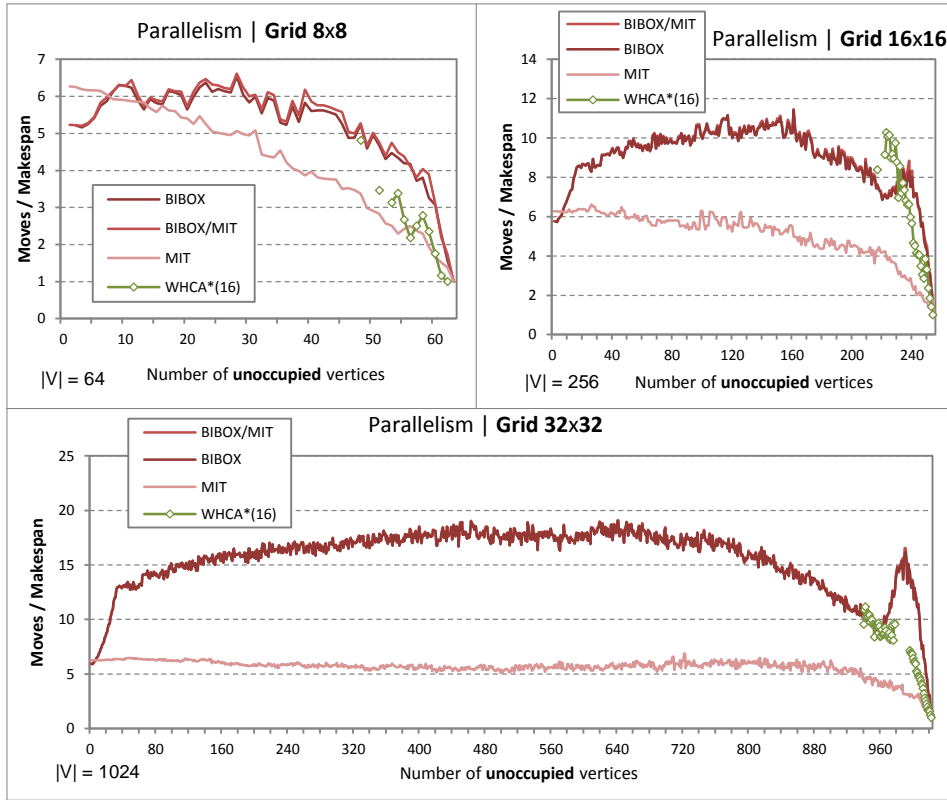 Parallelism | Grid 8x8
Moves / Makespan
7
6
5
4
3
2
1
0
BIBOX
BIBOX/MIT
MIT
WHCA*(16)
0 10 20 30 40 50 60
|V| = 64
Number of unoccupied vertices
Parallelism | Grid 16x16
BIBOX/MIT
BIBOX
MIT
WHCA*(16)
Moves / Makespan
14
12
10
8
6
4
2
0
0 40 80 120 160 200 240
|V| = 256
Number of unoccupied vertices
Parallelism | Grid 32x32
BIBOX/MIT
BIBOX
MIT
WHCA*(16)
Moves / Makespan
25
20
15
10
5
0
0 80 160 240 320 400 480 560 640 720 800 880 960
|V| = 1024
Number of unoccupied vertices